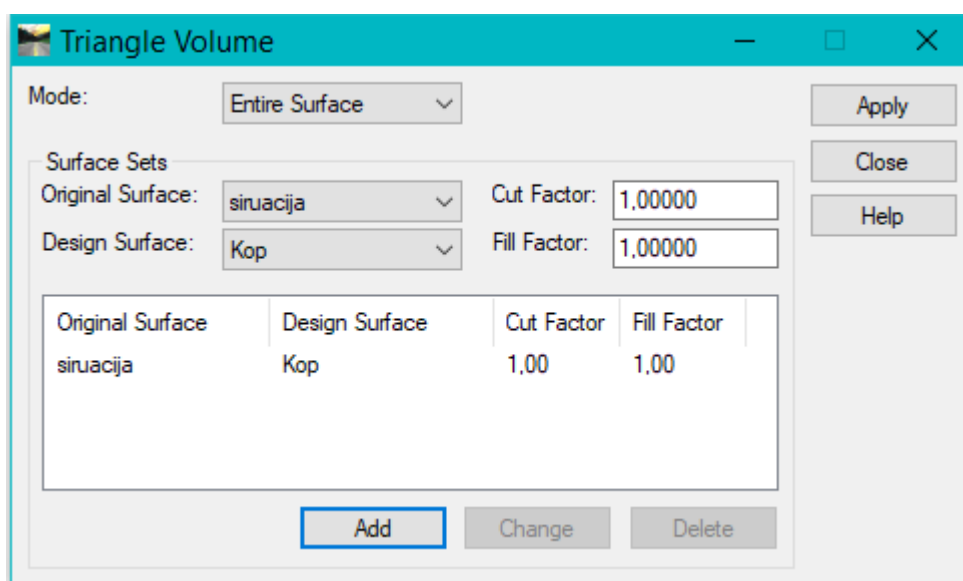 Triangle Volume
Mode: Entire Surface Apply
Surface Sets Close
Original Surface: siruacija Cut Factor: 1,00000 Help
Design Surface: Kop Fill Factor: 1,00000
Original Surface Design Surface Cut Factor Fill Factor
siruacija Kop 1,00 1,00
Add Change Delete